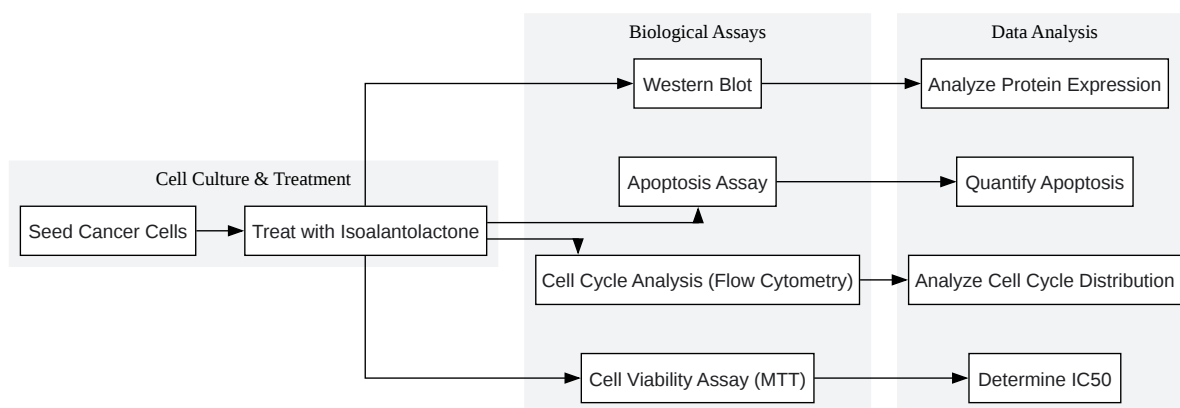 Biological Assays
Data Analysis
Western Blot
Analyze Protein Expression
Cell Culture & Treatment
Apoptosis Assay
Quantify Apoptosis
Seed Cancer Cells
Treat with Isoalantolactone
Cell Cycle Analysis (Flow Cytometry)
Analyze Cell Cycle Distribution
Cell Viability Assay (MTT)
Determine IC50